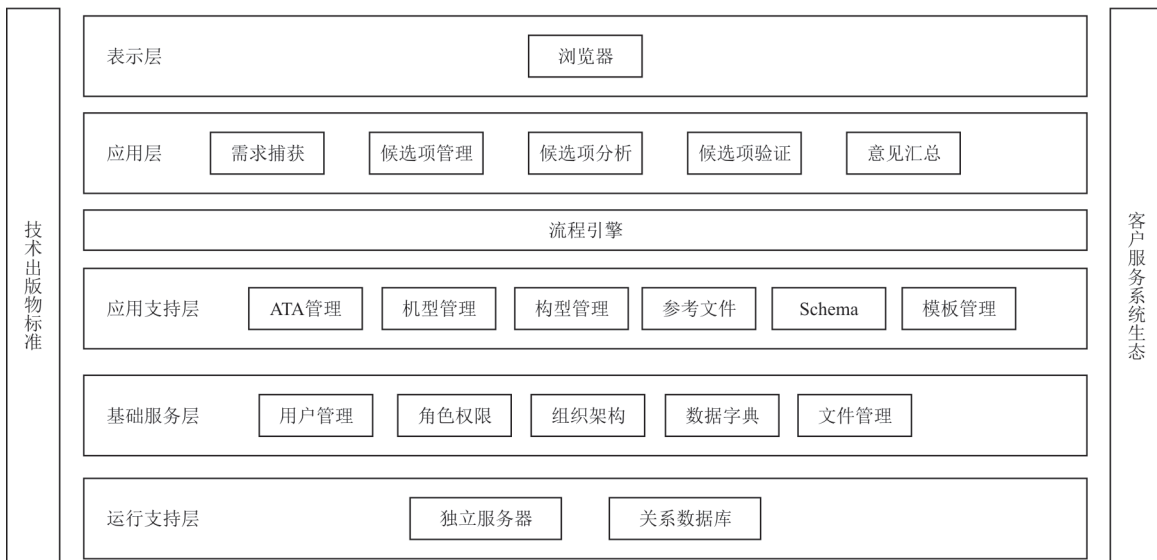 技术出版物标准
表示层
浏览器
应用层
需求捕获
候选项管理
候选项分析
候选项验证
意见汇总
流程引擎
应用支持层
ATA管理
机型管理
构型管理
参考文件
Schema
模板管理
基础服务层
用户管理
角色权限
组织架构
数据字典
文件管理
运行支持层
独立服务器
关系数据库
客户服务系统生态